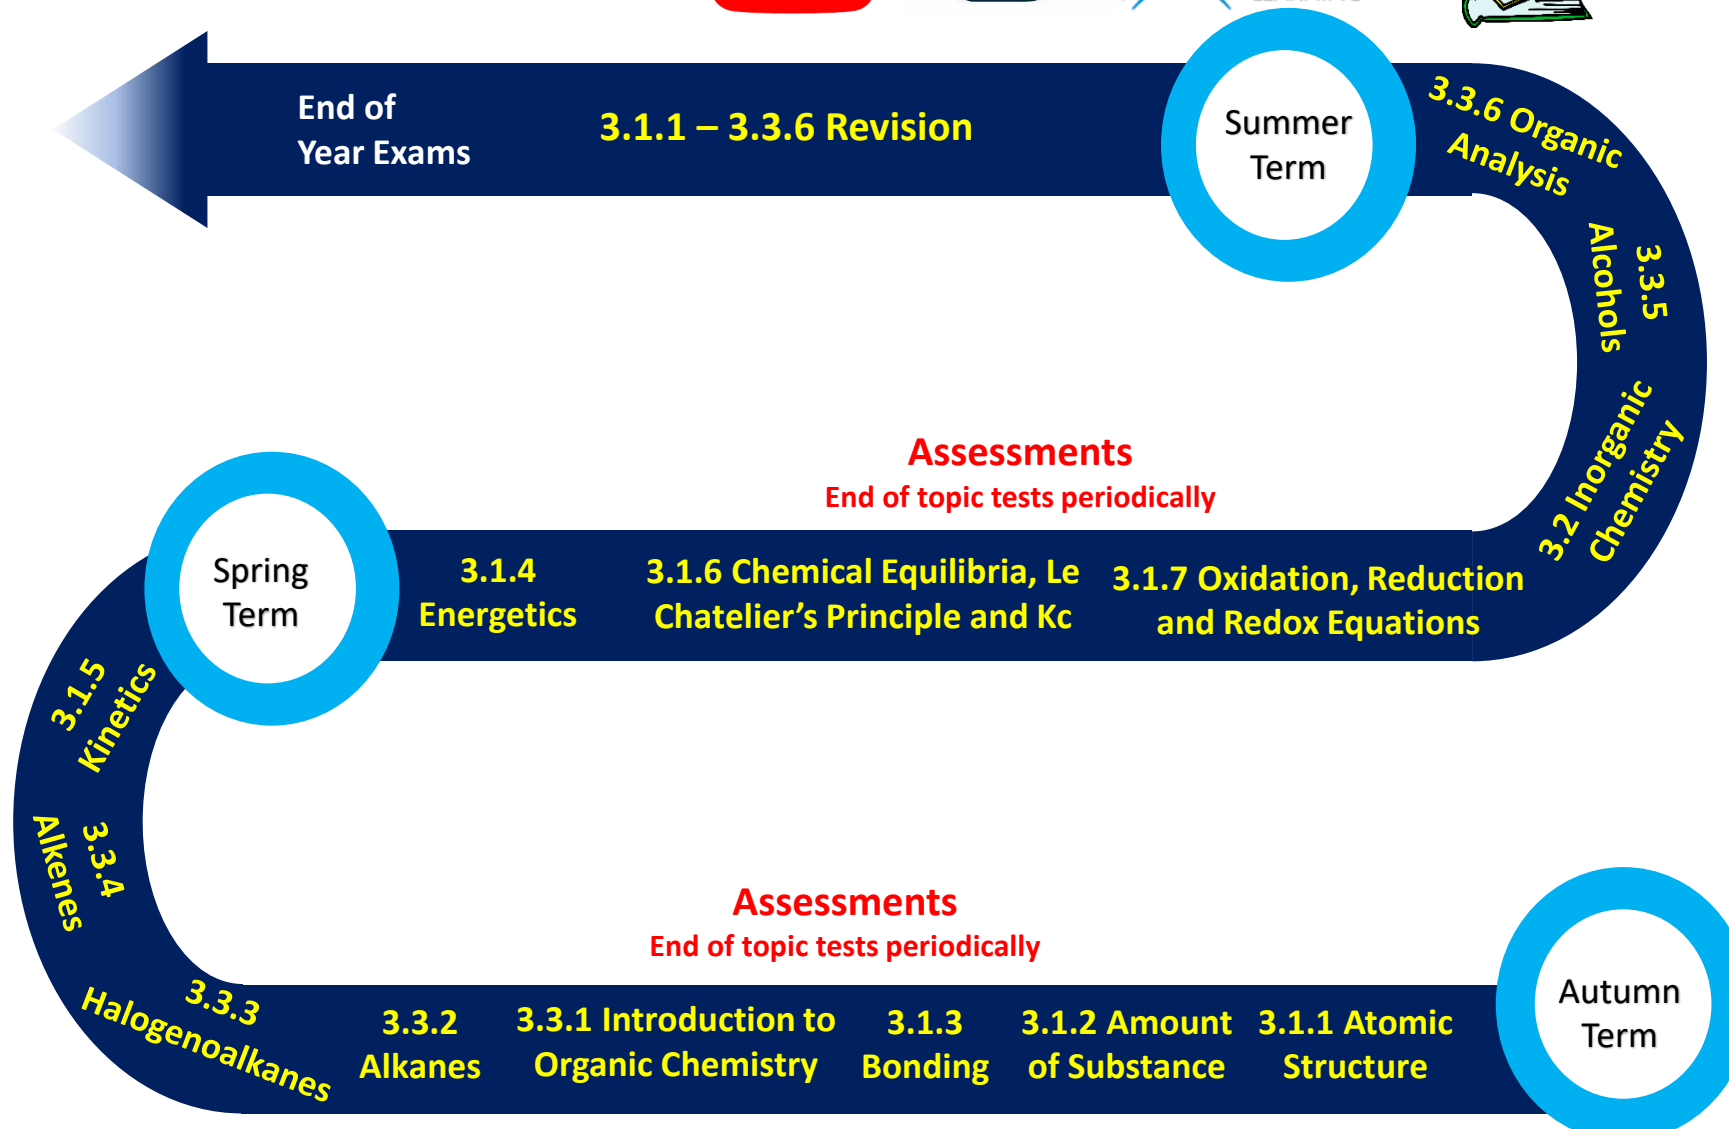 End of
Year Exams
3.1.1 – 3.3.6 Revision
Summer
Term
3.3.6 Organic
Analysis
3.3.5
Alcohols
3.2 Inorganic
Chemistry
Assessments
End of topic tests periodically
Spring
Term
3.1.4
Energetics
3.1.6 Chemical Equilibria, Le
Chatelier's Principle and Kc
3.1.7 Oxidation, Reduction
and Redox Equations
3.1.5
Kinetics
3.3.4
Alkenes
Assessments
End of topic tests periodically
3.3.3
Halogenoalkanes
3.3.2
Alkanes
3.3.1 Introduction to
Organic Chemistry
3.1.3
Bonding
3.1.2 Amount
of Substance
3.1.1 Atomic
Structure
Autumn
Term